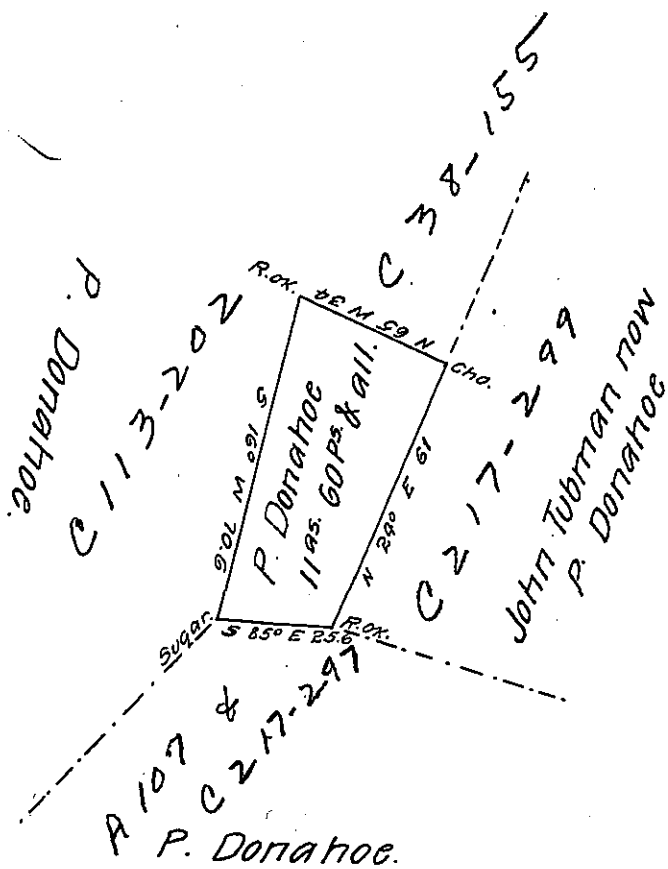 C 38-155
P. Donahoe.
C 113-202
R.OK.
N 65 W 34
Cho.
S 16° W 70.6
P. Donahoe
11 as. 60 ps. & all.
N 24° E 61
C 217-299
John Tubman now
P. Donahoe
Sugar.
S 85° E 25.6
R.OK.
A 107 &
C 217-297
P. Donahoe.